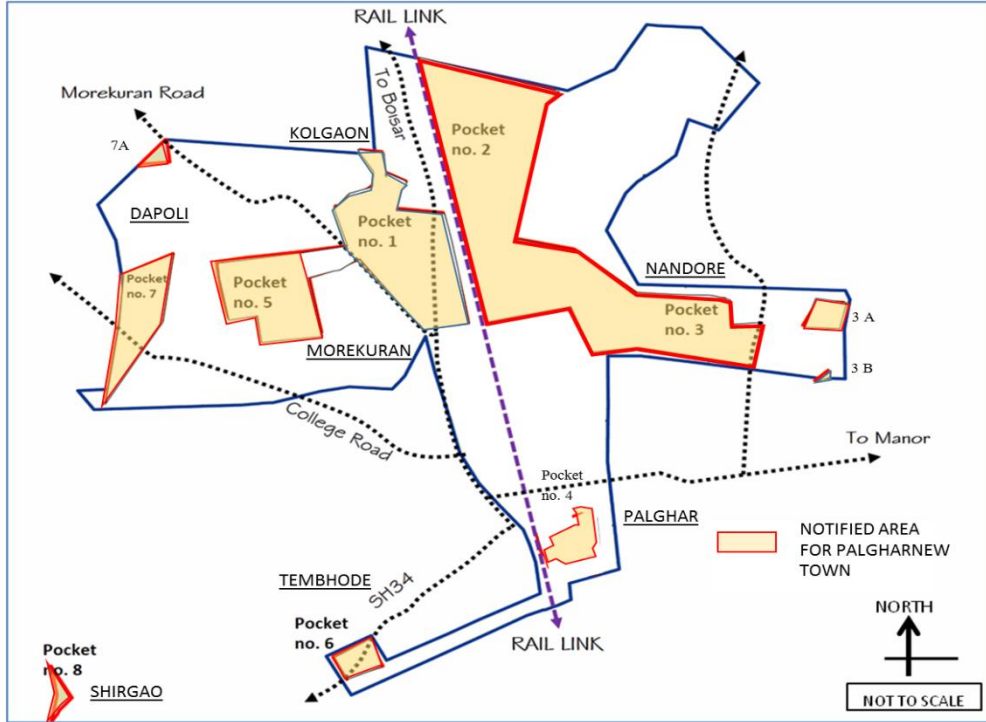 RAIL LINK
Morekuran Road
To Boisar
KOLGAON
7A
Pocket
no. 2
DAPOLI
Pocket
no. 1
Pocket
no. 7
Pocket
no. 5
NANDORE
Pocket
no. 3
3 A
MOREKURAN
3 B
College Road
To Manor
Pocket
no. 4
PALGHAR
NOTIFIED AREA
FOR PALGHARNEW
TOWN
TEMBHODE
SH34
NORTH
Pocket
no. 6
RAIL LINK
Pocket
no. 8
SHIRGAO
NOT TO SCALE